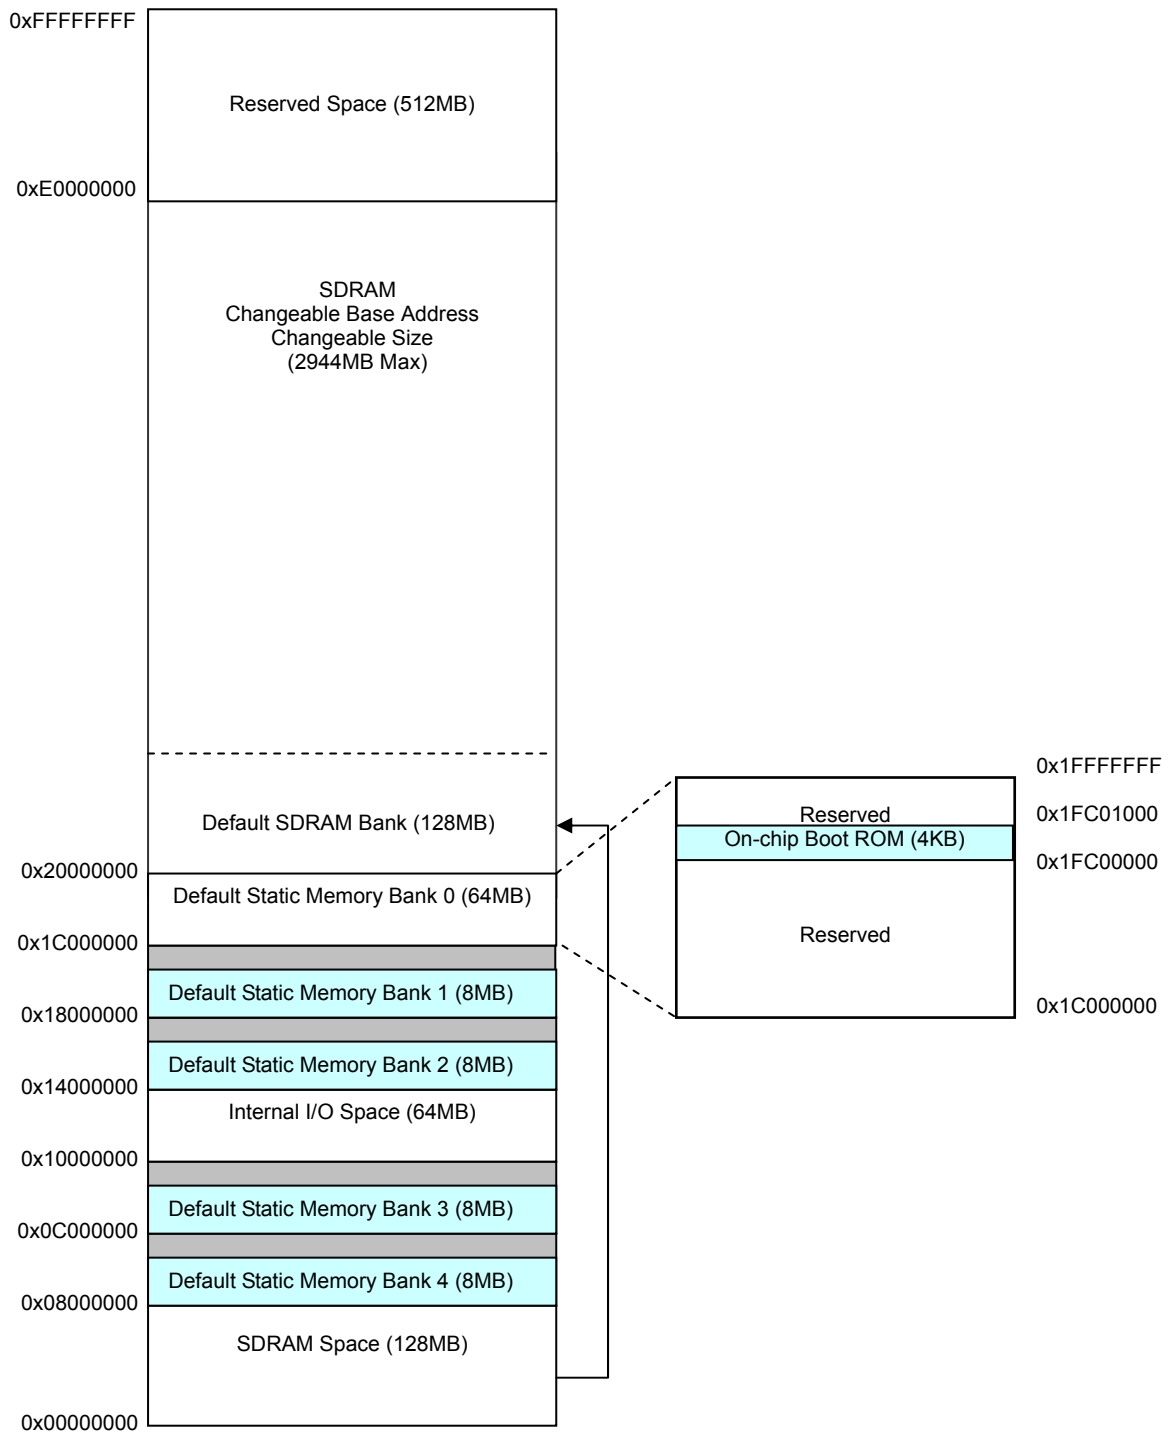 0xFFFFFFFF
Reserved Space (512MB)
0xE0000000
SDRAM
Changeable Base Address
Changeable Size
(2944MB Max)
0x1FFFFFFF
Reserved
0x1FC01000
Default SDRAM Bank (128MB)
On-chip Boot ROM (4KB)
0x1FC00000
0x20000000
Default Static Memory Bank 0 (64MB)
Reserved
0x1C000000
Default Static Memory Bank 1 (8MB)
0x1C000000
0x18000000
Default Static Memory Bank 2 (8MB)
0x14000000
Internal I/O Space (64MB)
0x10000000
Default Static Memory Bank 3 (8MB)
0x0C000000
Default Static Memory Bank 4 (8MB)
0x08000000
SDRAM Space (128MB)
0x00000000